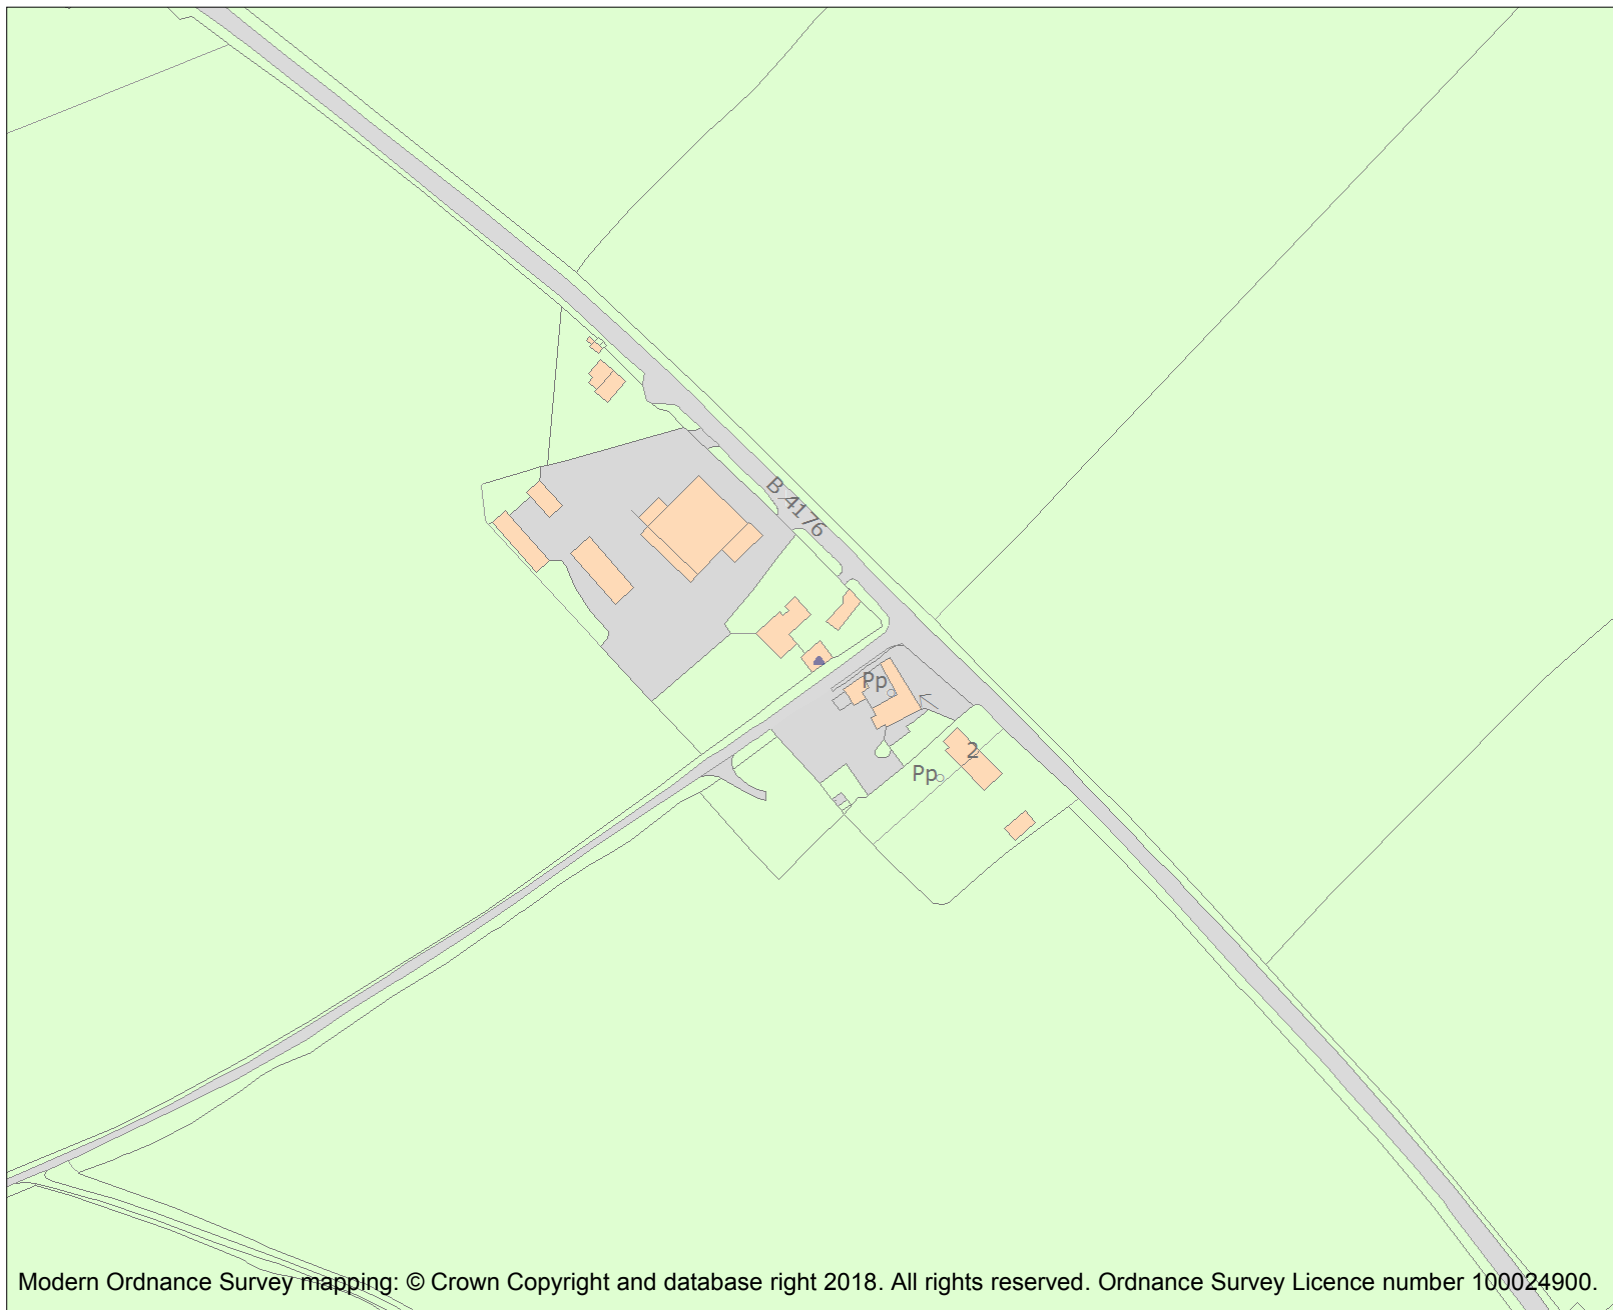 B 4176
Pp
2
Pp
Modern Ordnance Survey mapping: © Crown Copyright and database right 2018. All rights reserved. Ordnance Survey Licence number 100024900.